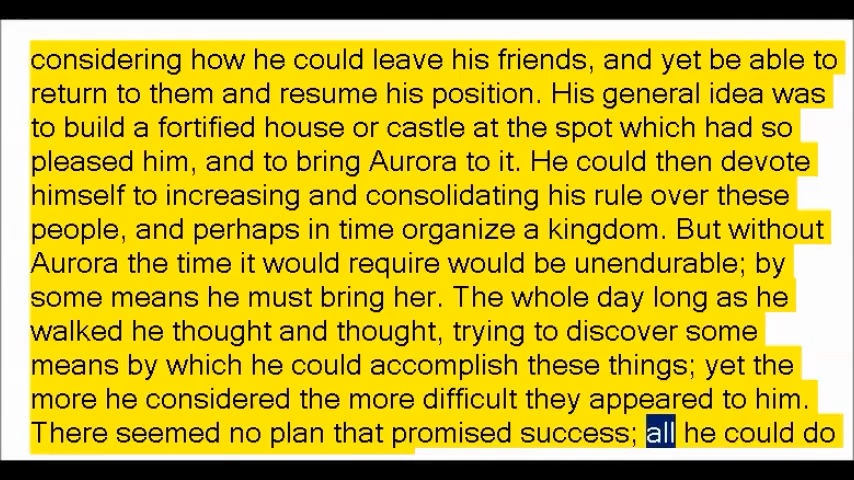 considering how he could leave his friends, and yet be able to
return to them and resume his position. His general idea was
to build a fortified house or castle at the spot which had so
pleased him, and to bring Aurora to it. He could then devote
himself to increasing and consolidating his rule over these
people, and perhaps in time organize a kingdom. But without
Aurora the time it would require would be unendurable; by
some means he must bring her. The whole day long as he
walked he thought and thought, trying to discover some
means by which he could accomplish these things; yet the
more he considered the more difficult they appeared to him.
There seemed no plan that promised success; all he could do